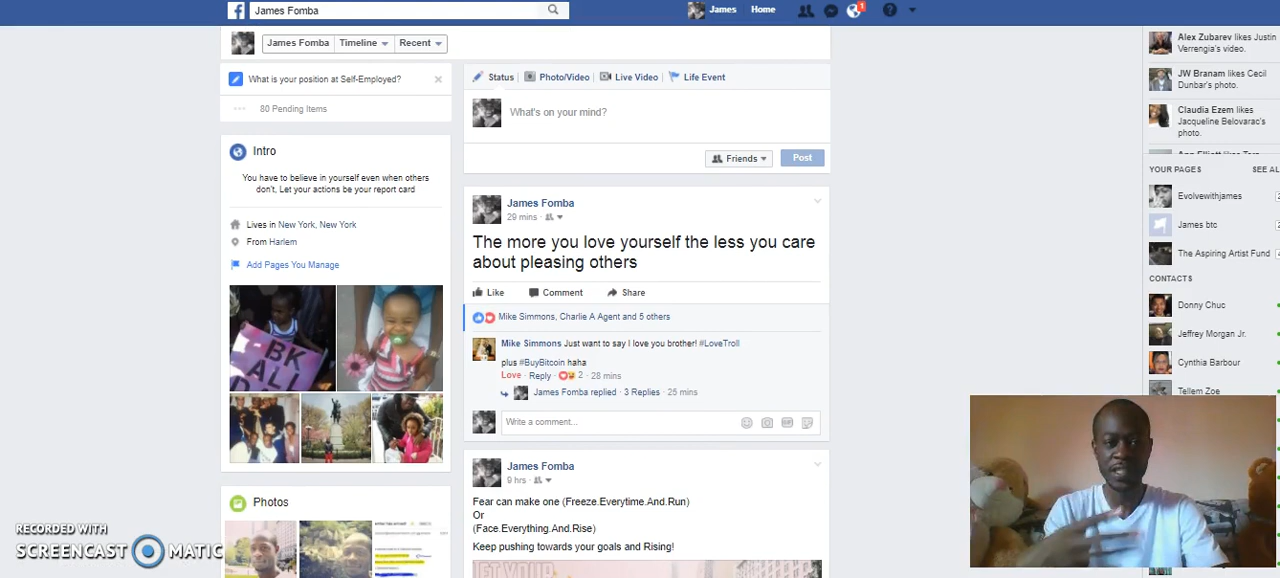 James Fomba
James Home
1
James Fomba Timeline Recent
What is your position at Self-Employed?
80 Pending Items
Intro
You have to believe in yourself even when others
don't, Let your actions be your report card
Lives in New York, New York
From Harlem
Add Pages You Manage
BK
ALL
D
Photos
Status Photo/Video Live Video Life Event
What's on your mind?
Friends Post
James Fomba
29 mins
The more you love yourself the less you care
about pleasing others
Like Comment Share
Mike Simmons, Charlie A Agent and 5 others
Mike Simmons Just want to say I love you brother! #LoveTroll
plus #BuyBitcoin haha
Love · Reply · 2 · 28 mins
James Fomba replied · 3 Replies · 25 mins
Write a comment...
James Fomba
9 hrs
Fear can make one (Freeze.Everytime.And.Run)
Or
(Face.Everything.And.Rise)
Keep pushing towards your goals and Rising!
LET YOUR
Alex Zubarev likes Justin
Verrengia's video.
JW Branam likes Cecil
Dunbar's photo.
Claudia Ezem likes
Jacqueline Belovarac's
photo.
YOUR PAGES SEE AL
Evolvewithjames
James btc
The Aspiring Artist Fund
CONTACTS
Donny Chuc
Jeffrey Morgan Jr.
Cynthia Barbour
Tellem Zoe
RECORDED WITH
SCREENCAST MATIC